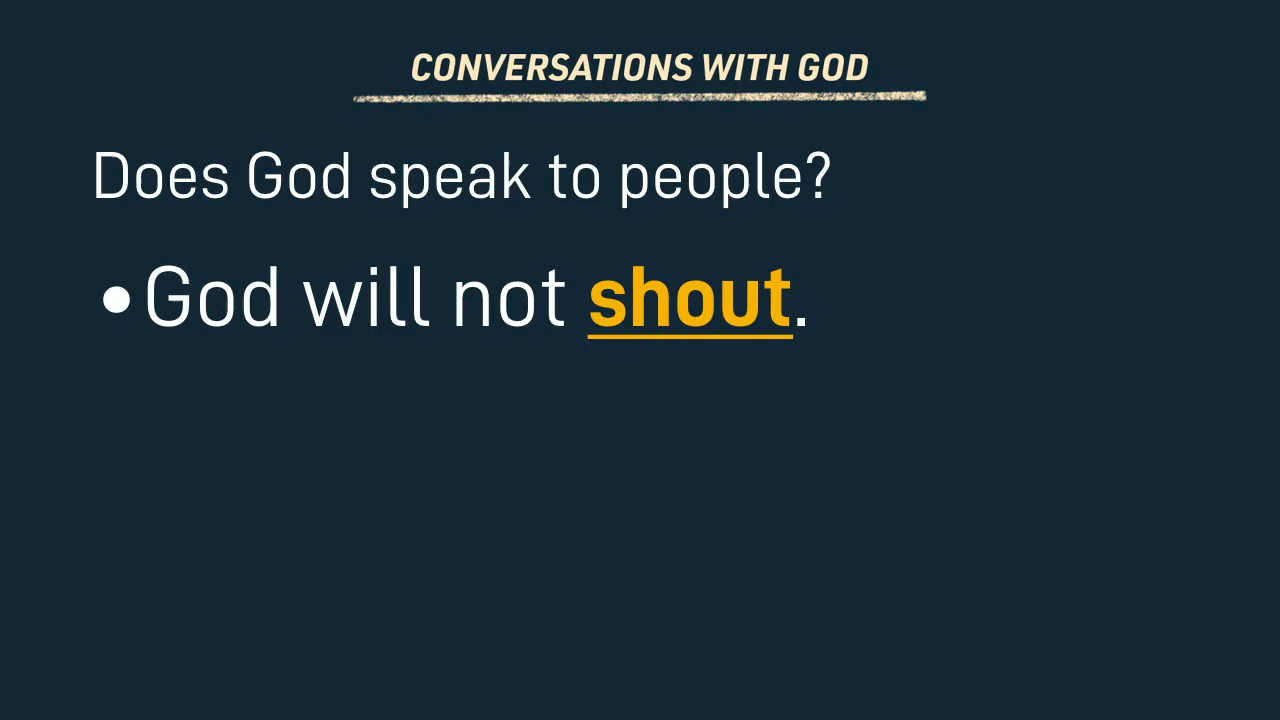 CONVERSATIONS WITH GOD
Does God speak to people?
•God will not shout.